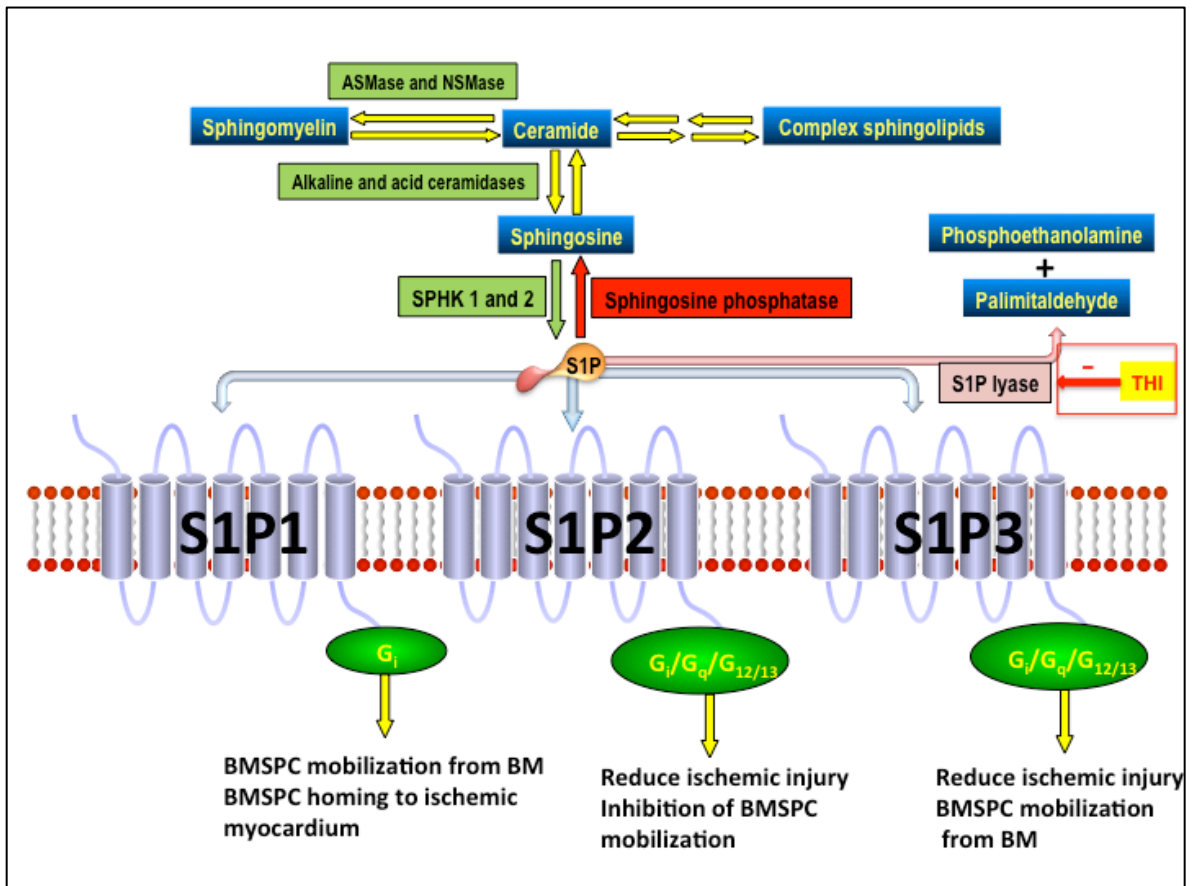 ASMase and NSMase
Sphingomyelin
Ceramide
Complex sphingolipids
Alkaline and acid ceramidases
Sphingosine
Phosphoethanolamine
+
Palimitaldehyde
SPHK 1 and 2
Sphingosine phosphatase
S1P
S1P lyase
–
THI
S1P1
S1P2
S1P3
Gi
Gi/Gq/G12/13
Gi/Gq/G12/13
BMSPC mobilization from BM
BMSPC homing to ischemic
myocardium
Reduce ischemic injury
Inhibition of BMSPC
mobilization
Reduce ischemic injury
BMSPC mobilization
from BM